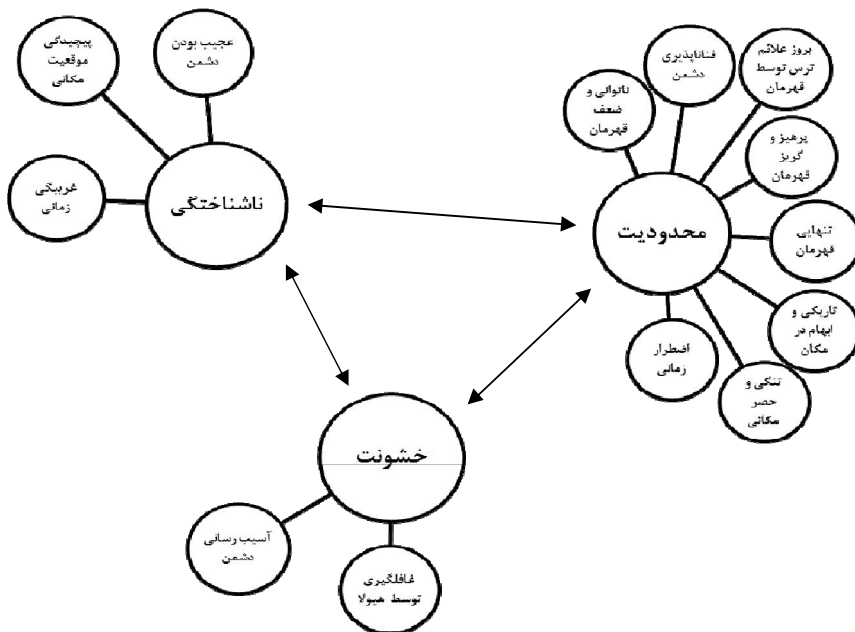 پیچیدگی
موقعیت
مکانی
عجیب بودن
دشمن
غریبگی
زمانی
ناشناختگی
بروز علائم
ترس توسط
قهرمان
فناناپذیری
دشمن
ناتوانی و
ضعف
قهرمان
پرهیز و
گریز
قهرمان
محدودیت
تنهایی
قهرمان
تاریکی و
ابهام در
مکان
اضطرار
زمانی
تنگی و
حصر
مکانی
خشونت
آسیب رسانی
دشمن
غافلگیری
توسط هیولا